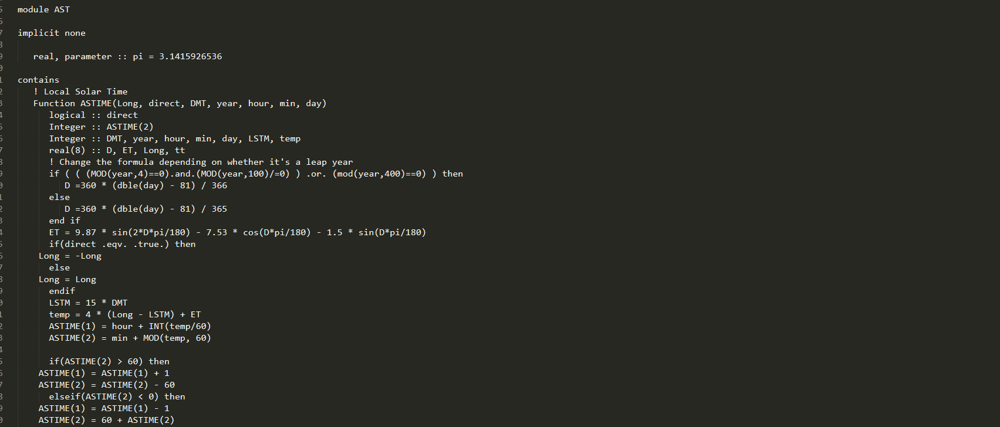 module AST
implicit none
real, parameter :: pi = 3.1415926536
contains
! Local Solar Time
Function ASTIME(Long, direct, DMT, year, hour, min, day)
logical :: direct
Integer :: ASTIME(2)
Integer :: DMT, year, hour, min, day, LSTM, temp
real(8) :: D, ET, Long, tt
! Change the formula depending on whether it's a leap year
if ( ( ( (MOD(year,4)==0).and.(MOD(year,100)/=0) ) .or. (mod(year,400)==0) ) then
D =360 * (dble(day) - 81) / 366
else
D =360 * (dble(day) - 81) / 365
end if
ET = 9.87 * sin(2*D*pi/180) - 7.53 * cos(D*pi/180) - 1.5 * sin(D*pi/180)
if(direct .eqv. .true.) then
Long = -Long
else
Long = Long
endif
LSTM = 15 * DMT
temp = 4 * (Long - LSTM) + ET
ASTIME(1) = hour + INT(temp/60)
ASTIME(2) = min + MOD(temp, 60)
if(ASTIME(2) > 60) then
ASTIME(1) = ASTIME(1) + 1
ASTIME(2) = ASTIME(2) - 60
elseif(ASTIME(2) < 0) then
ASTIME(1) = ASTIME(1) - 1
ASTIME(2) = 60 + ASTIME(2)